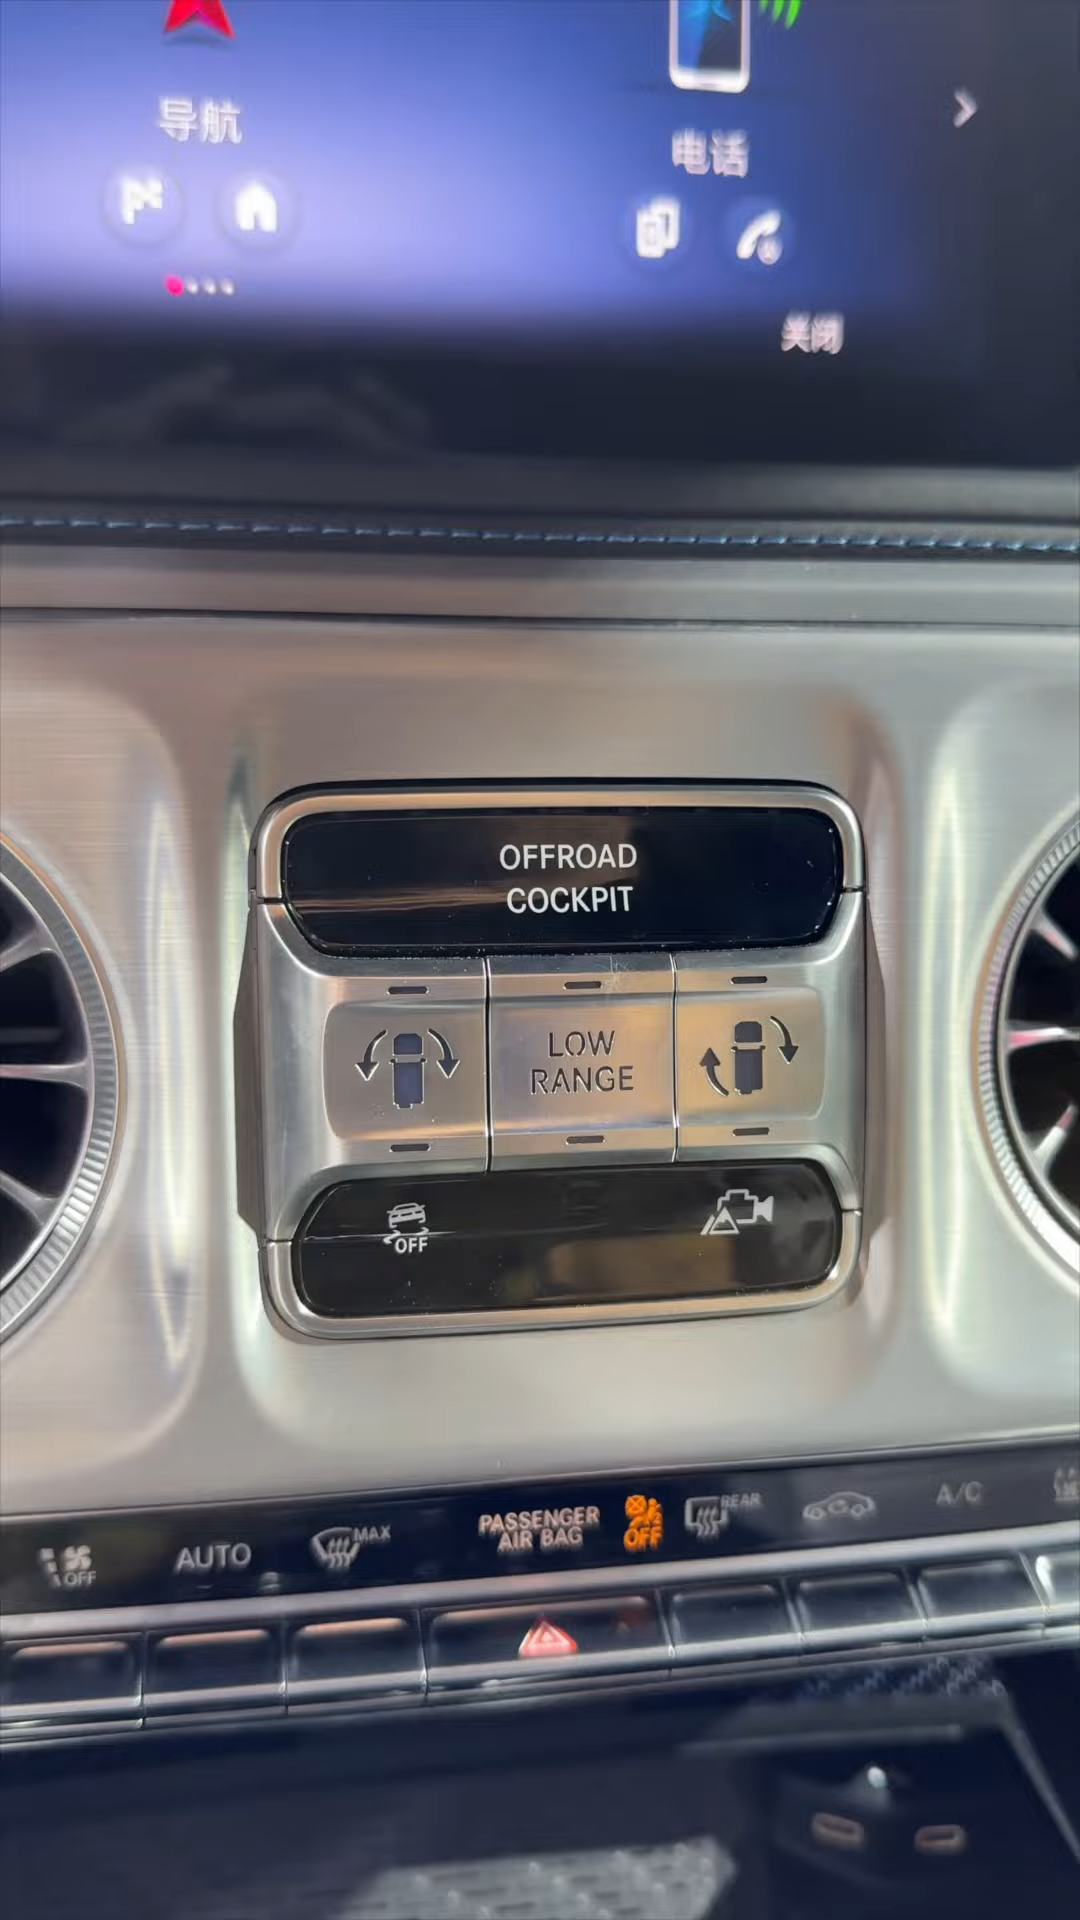 导航
电话
关闭
OFFROAD
COCKPIT
LOW
RANGE
OFF
OFF
AUTO
MAX
PASSENGER
AIR BAG
OFF
REAR
A/C